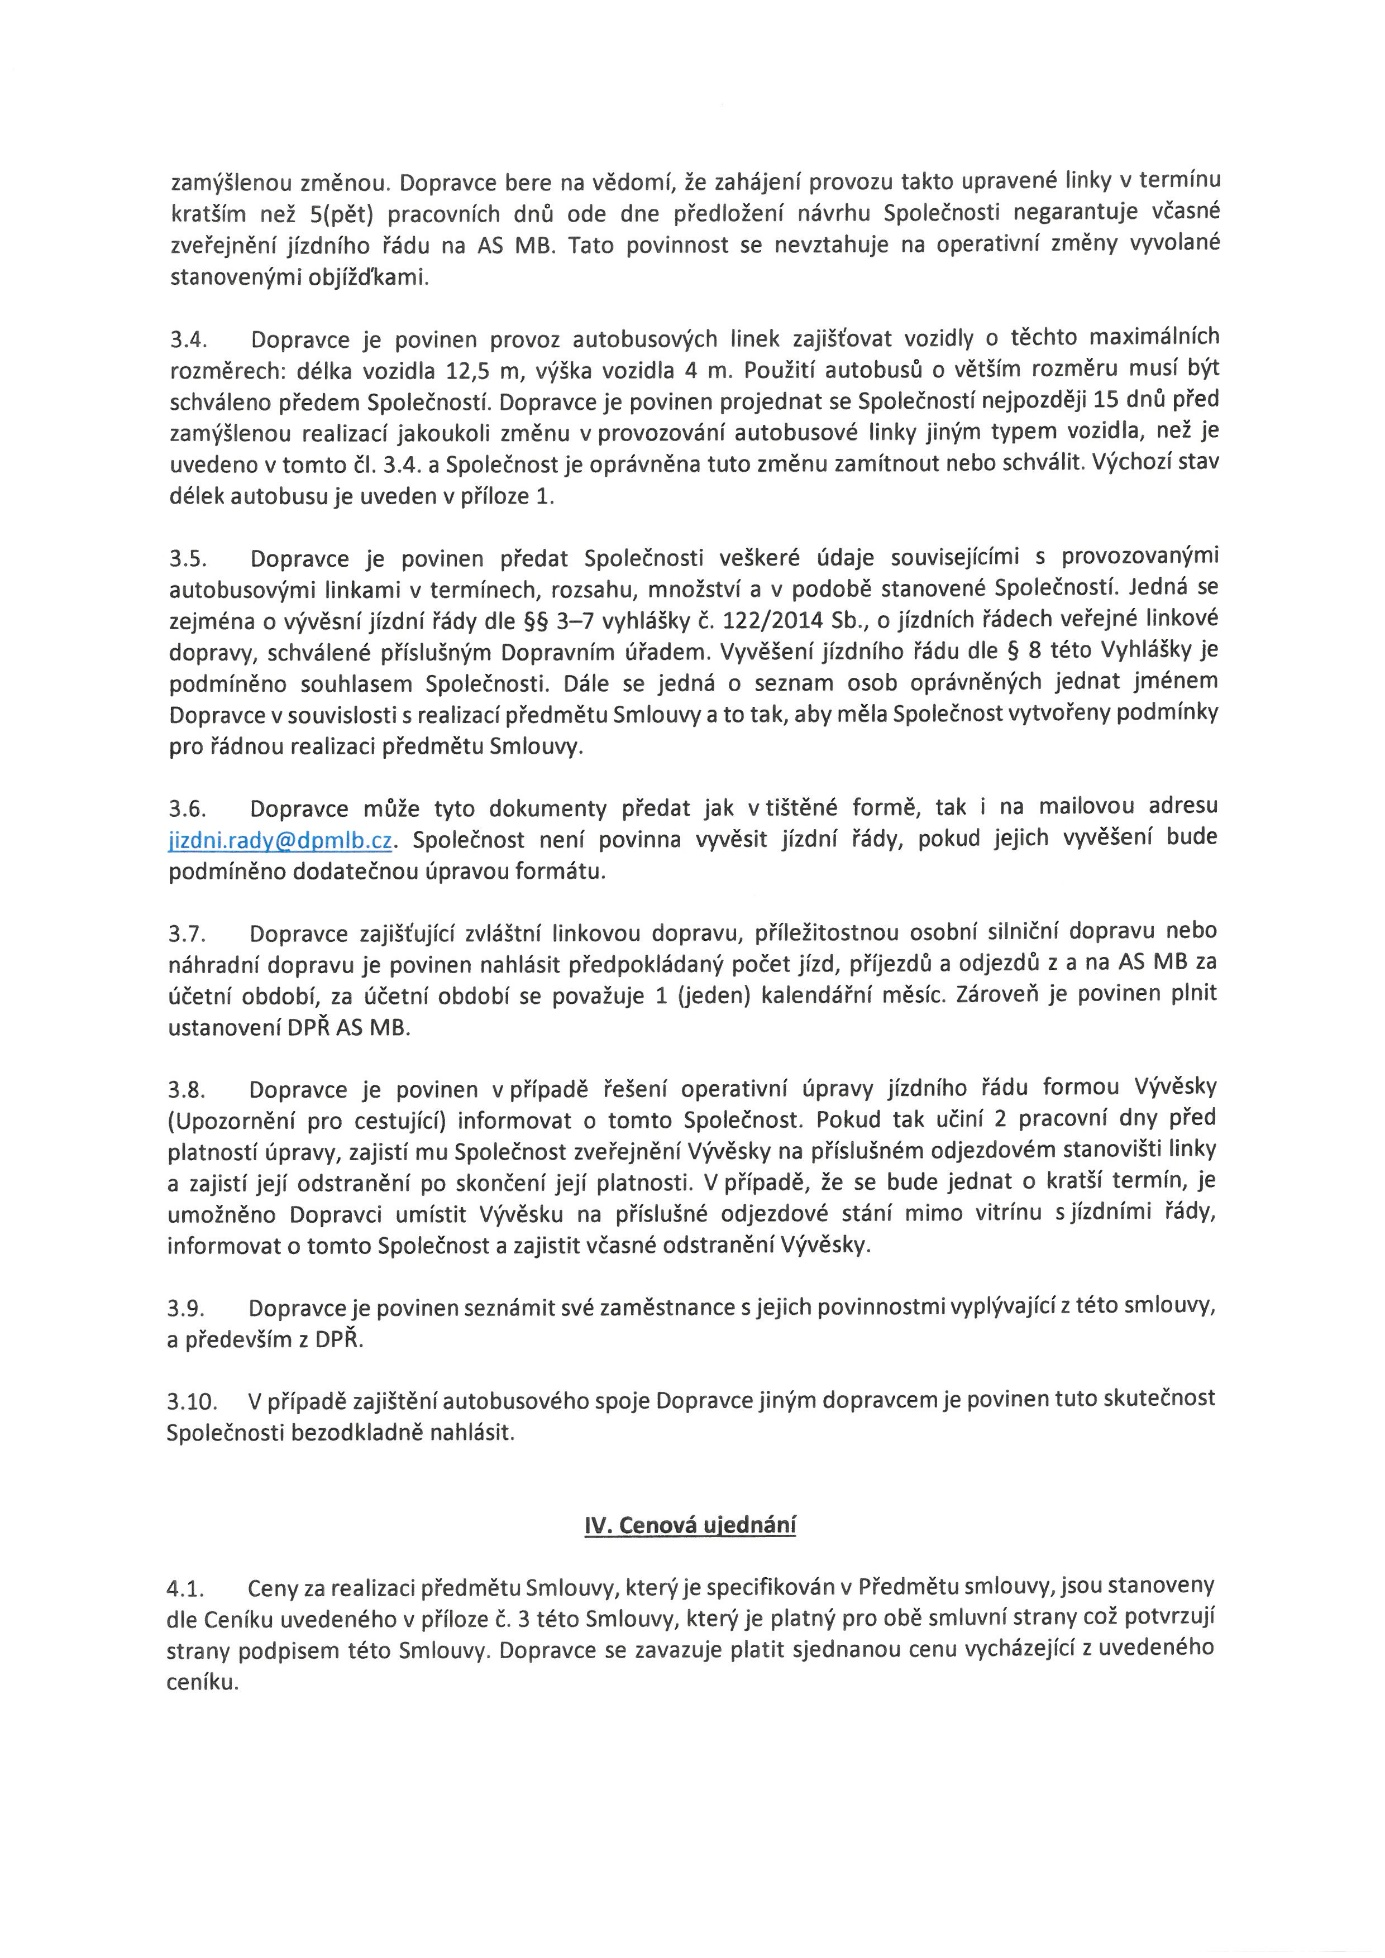 zamýšlenou změnou. Dopravce bere na vědomí, že zahájení provozu takto upravené linky v termínu
kratším než 5(pět) pracovních dnů ode dne předložení návrhu Společnosti negarantuje včasné
zveřejnění jízdního řádu na AS MB. Tato povinnost se nevztahuje na operativní změny vyvolané
stanovenými objížďkami.
3.4. Dopravce je povinen provoz autobusových linek zajišťovat vozidly o těchto maximálních
rozměrech: délka vozidla 12,5 m, výška vozidla 4 m. Použití autobusů o větším rozměru musí být
schváleno předem Společností. Dopravce je povinen projednat se Společností nejpozději 15 dnů před
zamýšlenou realizací jakoukoli změnu v provozování autobusové linky jiným typem vozidla, než je
uvedeno v tomto čl. 3.4. a Společnost je oprávněna tuto změnu zamítnout nebo schválit. Výchozí stav
délek autobusu je uveden v příloze 1.
3.5. Dopravce je povinen předat Společnosti veškeré údaje souvisejícími s provozovanými
autobusovými linkami v termínech, rozsahu, množství a v podobě stanovené Společností. Jedná se
zejména o vývěsní jízdní řády dle §§ 3–7 vyhlášky č. 122/2014 Sb., o jízdních řádech veřejné linkové
dopravy, schválené příslušným Dopravním úřadem. Vyvěšení jízdního řádu dle § 8 této Vyhlášky je
podmíněno souhlasem Společnosti. Dále se jedná o seznam osob oprávněných jednat jménem
Dopravce v souvislosti s realizací předmětu Smlouvy a to tak, aby měla Společnost vytvořeny podmínky
pro řádnou realizaci předmětu Smlouvy.
3.6. Dopravce může tyto dokumenty předat jak v tištěné formě, tak i na mailovou adresu
jizdni.rady@dpmlb.cz. Společnost není povinna vyvěsit jízdní řády, pokud jejich vyvěšení bude
podmíněno dodatečnou úpravou formátu.
3.7. Dopravce zajišťující zvláštní linkovou dopravu, příležitostnou osobní silniční dopravu nebo
náhradní dopravu je povinen nahlásit předpokládaný počet jízd, příjezdů a odjezdů z a na AS MB za
účetní období, za účetní období se považuje 1 (jeden) kalendářní měsíc. Zároveň je povinen plnit
ustanovení DPŘ AS MB.
3.8. Dopravce je povinen v případě řešení operativní úpravy jízdního řádu formou Vývěsky
(Upozornění pro cestující) informovat o tomto Společnost. Pokud tak učiní 2 pracovní dny před
platností úpravy, zajistí mu Společnost zveřejnění Vývěsky na příslušném odjezdovém stanovišti linky
a zajistí její odstranění po skončení její platnosti. V případě, že se bude jednat o kratší termín, je
umožněno Dopravci umístit Vývěsku na příslušné odjezdové stání mimo vitrínu s jízdními řády,
informovat o tomto Společnost a zajistit včasné odstranění Vývěsky.
3.9. Dopravce je povinen seznámit své zaměstnance s jejich povinnostmi vyplývající z této smlouvy,
a především z DPŘ.
3.10. V případě zajištění autobusového spoje Dopravce jiným dopravcem je povinen tuto skutečnost
Společnosti bezodkladně nahlásit.
IV. Cenová ujednání
4.1. Ceny za realizaci předmětu Smlouvy, který je specifikován v Předmětu smlouvy, jsou stanoveny
dle Ceníku uvedeného v příloze č. 3 této Smlouvy, který je platný pro obě smluvní strany což potvrzují
strany podpisem této Smlouvy. Dopravce se zavazuje platit sjednanou cenu vycházející z uvedeného
ceníku.